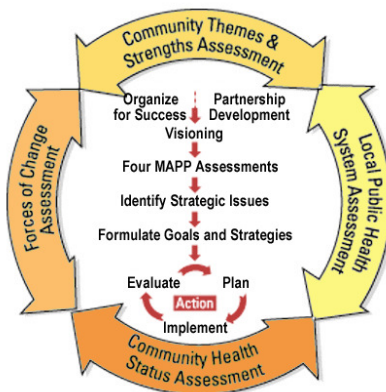 Community Themes &
Strengths Assessment
Organize
for Success
Partnership
Development
Visioning
Four MAPP Assessments
Identify Strategic Issues
Formulate Goals and Strategies
Evaluate
Plan
Action
Implement
Forces of Change
Assessment
Local Public Health
System Assessment
Community Health
Status Assessment